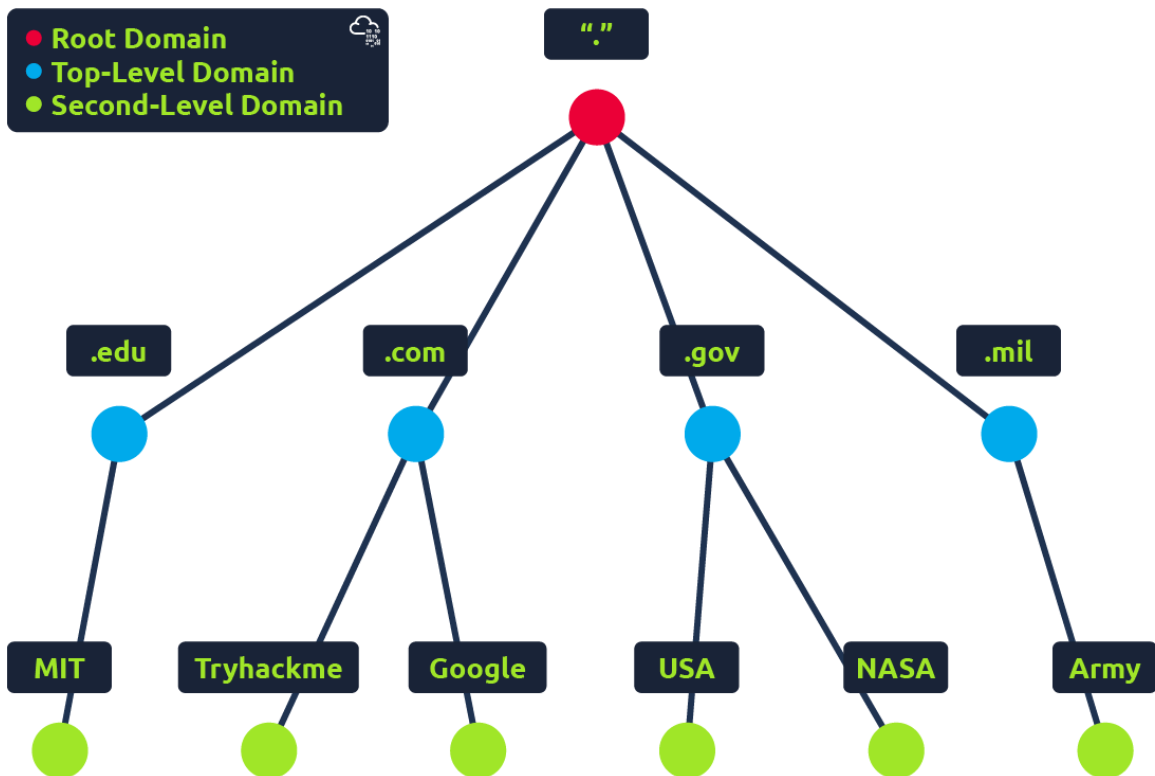 Root Domain
Top-Level Domain
Second-Level Domain
“.”
.edu
.com
.gov
.mil
MIT
Tryhackme
Google
USA
NASA
Army